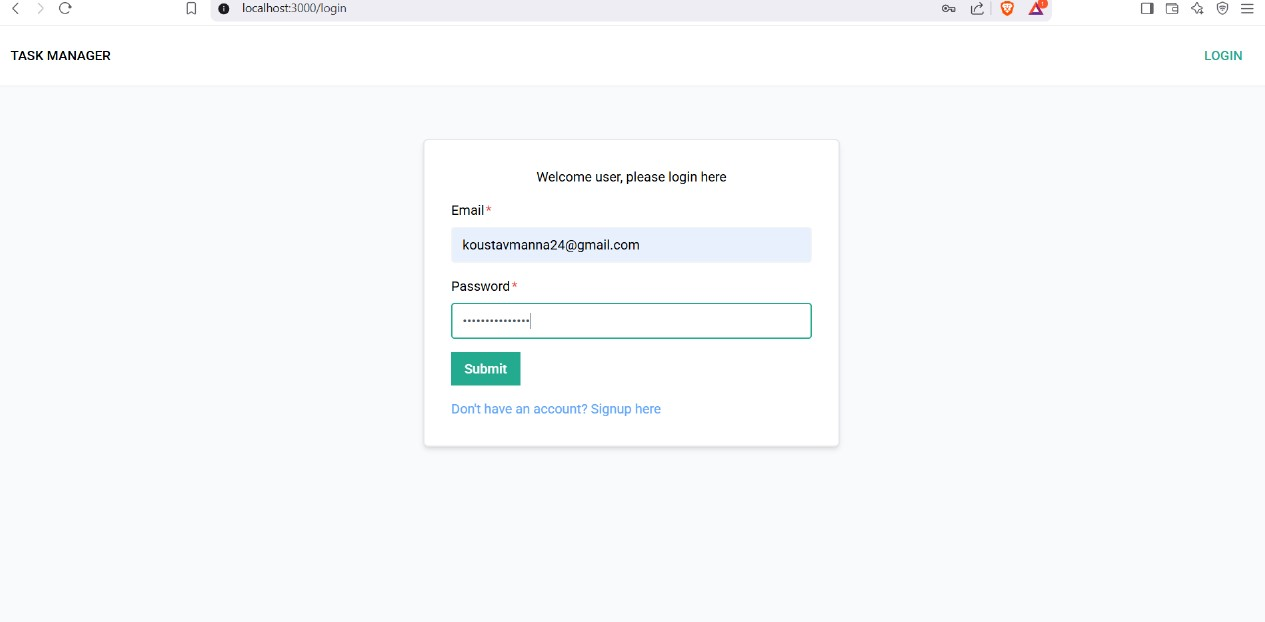 localhost:3000/login
1
TASK MANAGER
LOGIN
Welcome user, please login here
Email*
koustavmanna24@gmail.com
Password*
•••••••••••••••
Submit
Don't have an account? Signup here